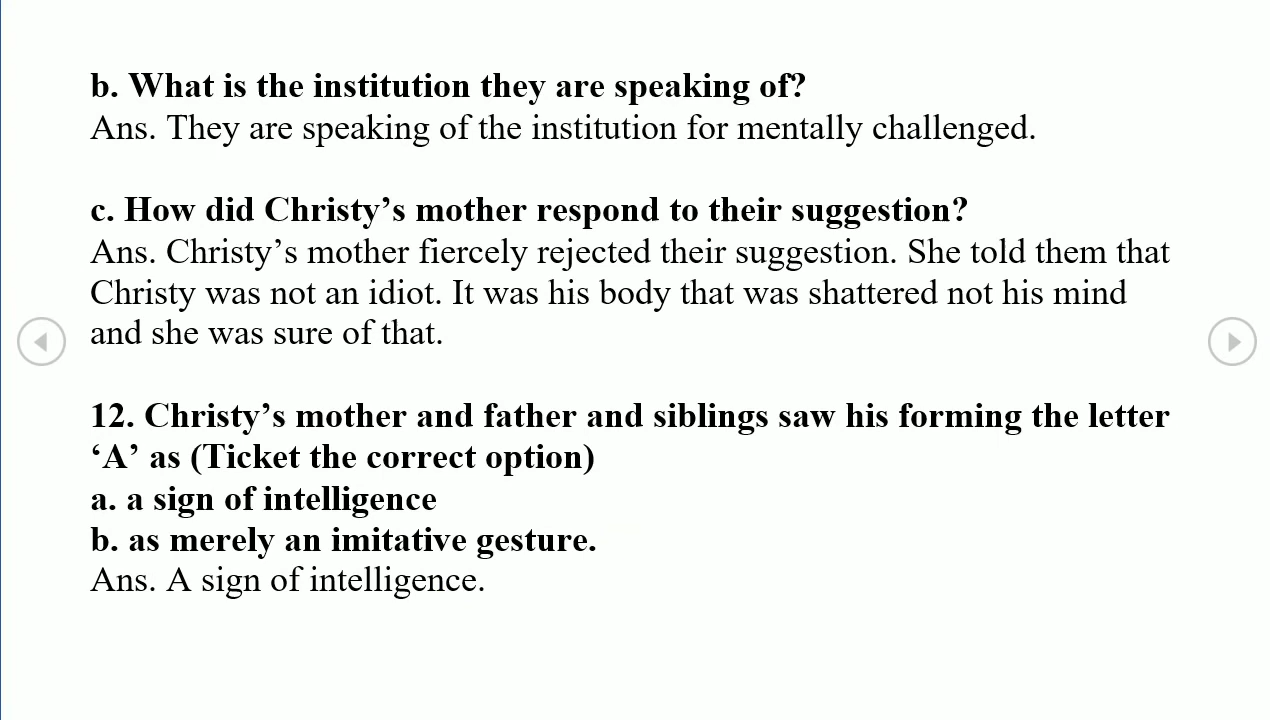 b. What is the institution they are speaking of?
Ans. They are speaking of the institution for mentally challenged.
c. How did Christy’s mother respond to their suggestion?
Ans. Christy’s mother fiercely rejected their suggestion. She told them that
Christy was not an idiot. It was his body that was shattered not his mind
and she was sure of that.
12. Christy’s mother and father and siblings saw his forming the letter
‘A’ as (Ticket the correct option)
a. a sign of intelligence
b. as merely an imitative gesture.
Ans. A sign of intelligence.